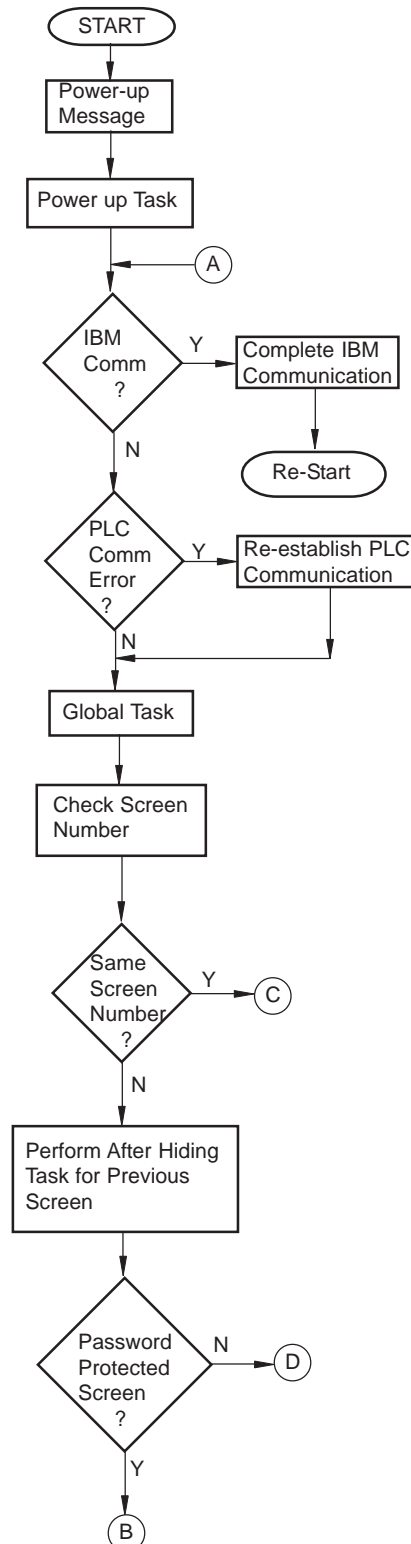 START
Power-up
Message
Power up Task
A
IBM
Comm
?
Y
Complete IBM
Communication
N
Re-Start
PLC
Comm
Error
?
Y
Re-establish PLC
Communication
N
Global Task
Check Screen
Number
Same
Screen
Number
?
Y
C
N
Perform After Hiding
Task for Previous
Screen
Password
Protected
Screen
?
N
D
Y
B